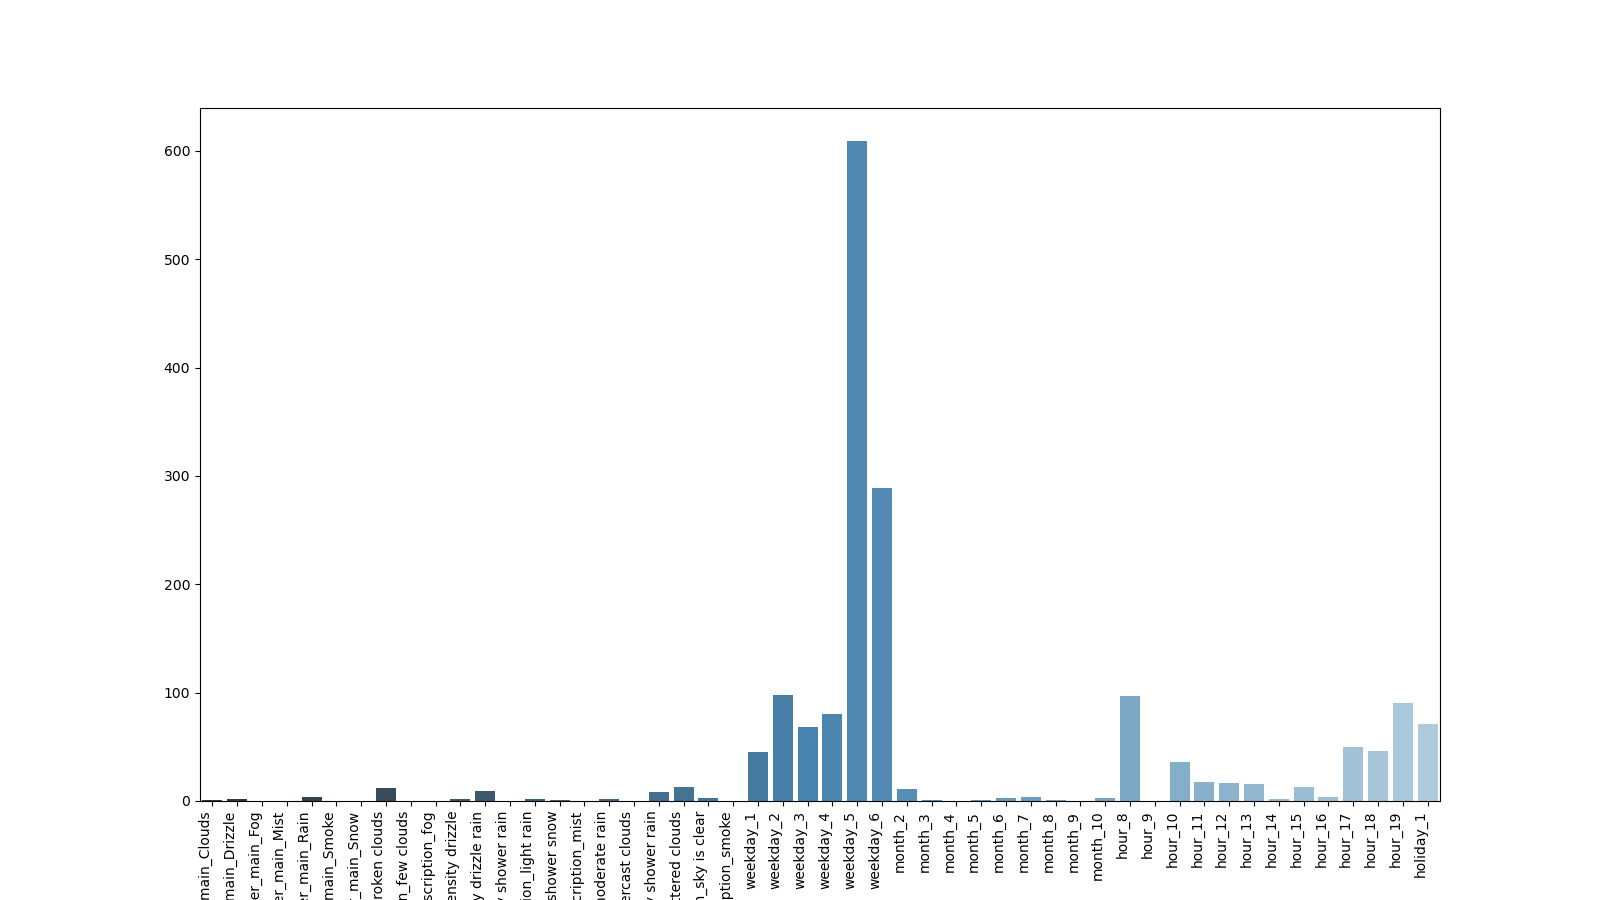 600
500
400
300
200
100
0
main_Clouds
main_Drizzle
er_main_Fog
er_main_Mist
er_main_Rain
main_Smoke
r_main_Snow
roken clouds
n_few clouds
scription_fog
ensity drizzle
y drizzle rain
shower rain
ion_light rain
shower snow
cription_mist
noderate rain
ercast clouds
y shower rain
ttered clouds
n_sky is clear
ption_smoke
weekday_1
weekday_2
weekday_3
weekday_4
weekday_5
weekday_6
month_2
month_3
month_4
month_5
month_6
month_7
month_8
month_9
month_10
hour_8
hour_9
hour_10
hour_11
hour_12
hour_13
hour_14
hour_15
hour_16
hour_17
hour_18
hour_19
holiday_1